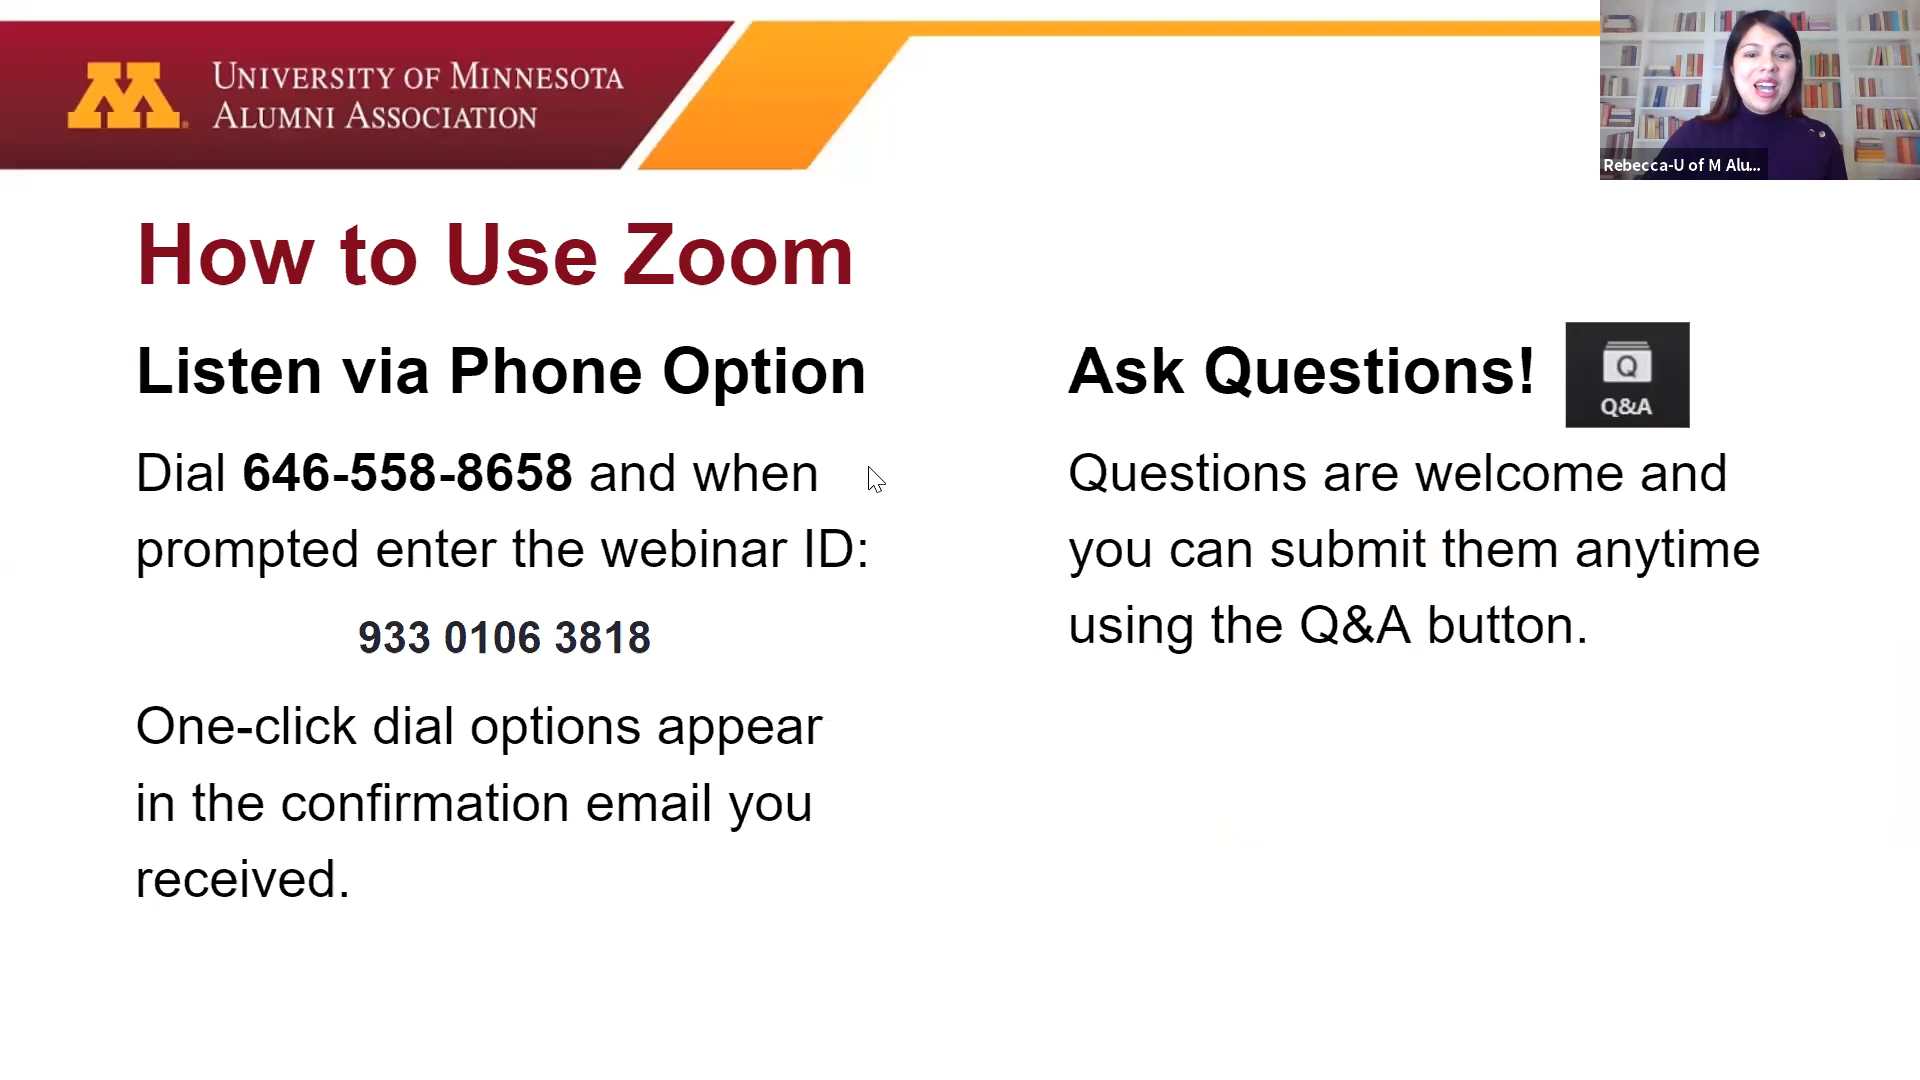 UNIVERSITY OF MINNESOTA
ALUMNI ASSOCIATION
Rebecca-U of M Alu...
How to Use Zoom
Listen via Phone Option
Dial 646-558-8658 and when
prompted enter the webinar ID:
933 0106 3818
One-click dial options appear
in the confirmation email you
received.
Ask Questions!
Q
Q&A
Questions are welcome and
you can submit them anytime
using the Q&A button.